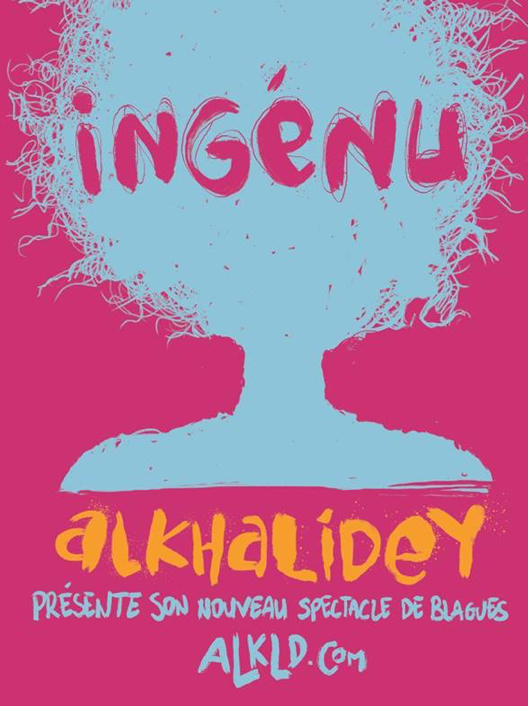 iNGéNU
aLKHaLiDeY
PRÉSENTE SON NOUVEAU SPECTACLE DE BLAGUES
ALKLD.COM